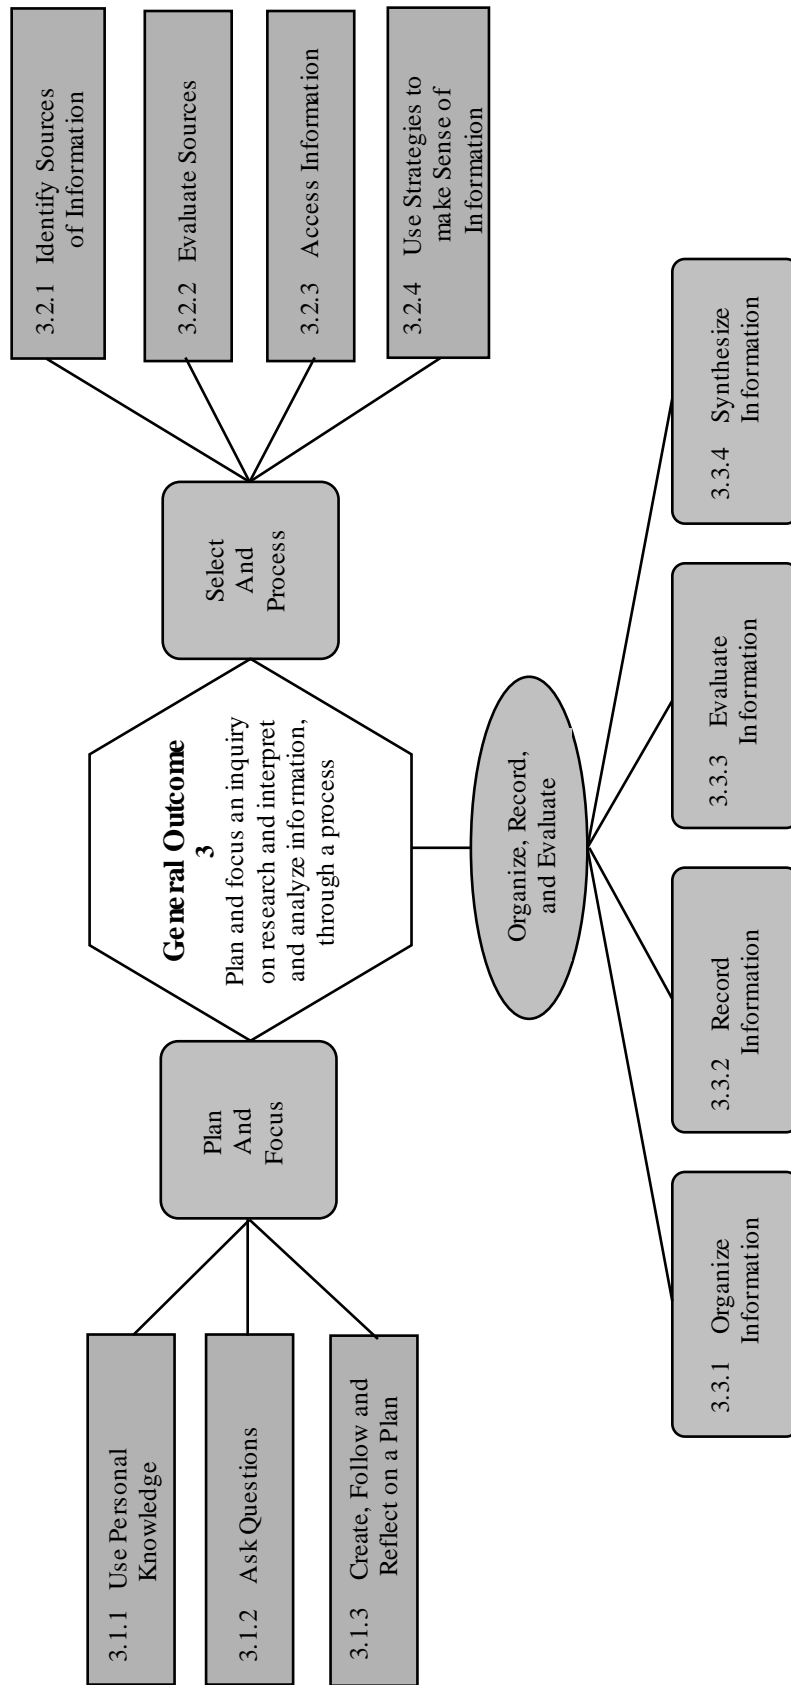 General Outcome
3
Plan and focus an inquiry
on research and interpret
and analyze information,
through a process
Plan
And
Focus
3.1.1 Use Personal
Knowledge
3.1.2 Ask Questions
3.1.3 Create, Follow and
Reflect on a Plan
Select
And
Process
3.2.1 Identify Sources
of Information
3.2.2 Evaluate Sources
3.2.3 Access Information
3.2.4 Use Strategies to
make Sense of
Information
Organize, Record,
and Evaluate
3.3.1 Organize
Information
3.3.2 Record
Information
3.3.3 Evaluate
Information
3.3.4 Synthesize
Information